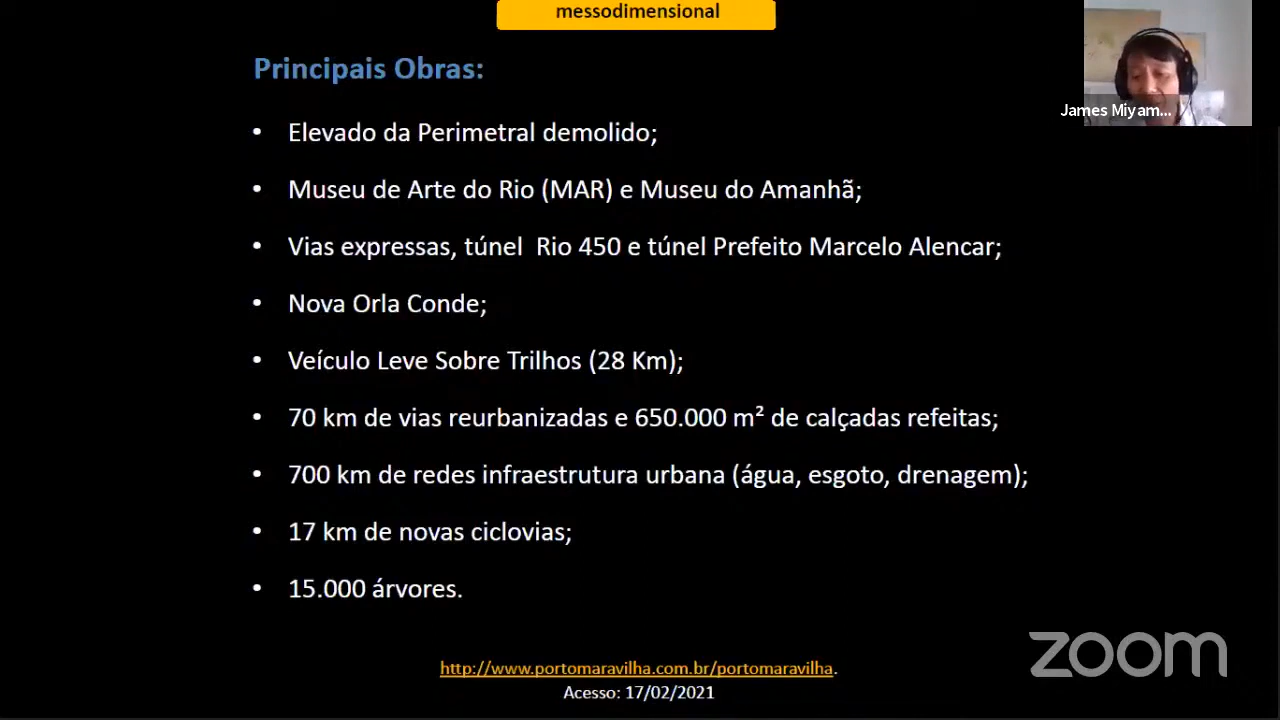 messodimensional
Principais Obras:
• Elevado da Perimetral demolido;
• Museu de Arte do Rio (MAR) e Museu do Amanhã;
• Vias expressas, túnel Rio 450 e túnel Prefeito Marcelo Alencar;
• Nova Orla Conde;
• Veículo Leve Sobre Trilhos (28 Km);
• 70 km de vias reurbanizadas e 650.000 m² de calçadas refeitas;
• 700 km de redes infraestrutura urbana (água, esgoto, drenagem);
• 17 km de novas ciclovias;
• 15.000 árvores.
http://www.portomaravilha.com.br/portomaravilha.
Acesso: 17/02/2021
James Miyam...
zoom